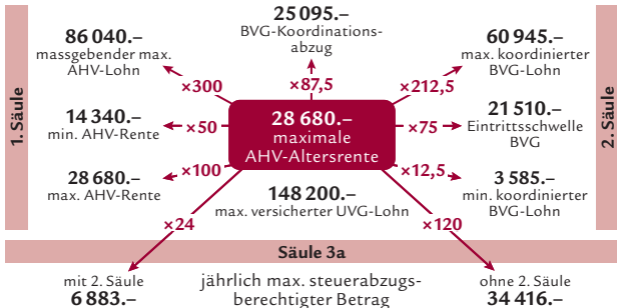 25 095.–
BVG-Koordinations-
abzug
86 040.–
massgebender max.
AHV-Lohn
60 945.–
max. koordinierter
BVG-Lohn
×300
×87,5
×212,5
1. Säule
14 340.–
min. AHV-Rente
×50
28 680.–
maximale
AHV-Altersrente
×75
21 510.–
Eintrittsschwelle
BVG
2. Säule
28 680.–
max. AHV-Rente
×100
×12,5
3 585.–
min. koordinierter
BVG-Lohn
148 200.–
max. versicherter UVG-Lohn
×24
×120
Säule 3a
mit 2. Säule
6 883.–
jährlich max. steuerabzugs-
berechtigter Betrag
ohne 2. Säule
34 416.–